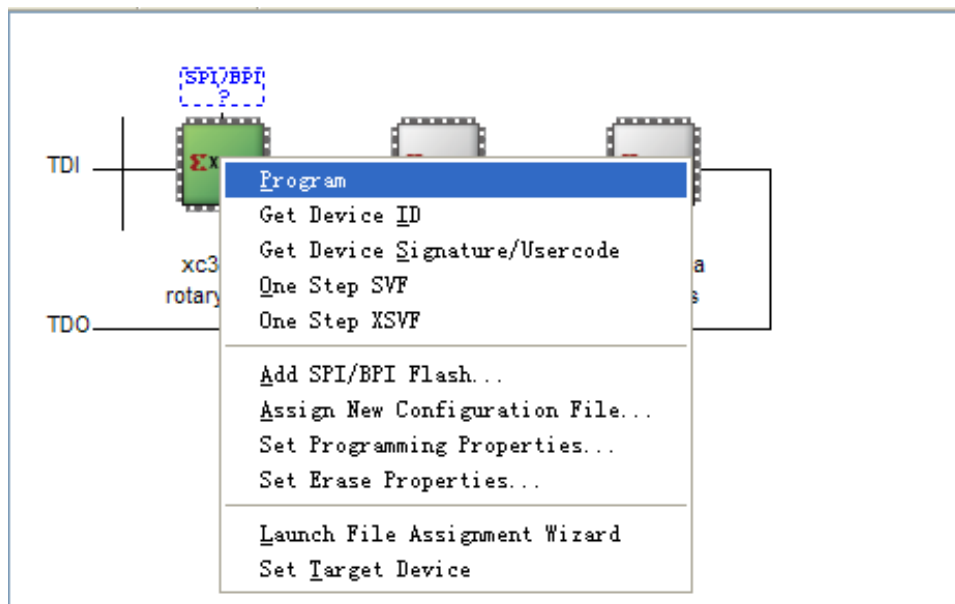 SPI/BPI
?
TDI
Program
Get Device ID
Get Device Signature/Usercode
xc3
a
rotary
s
One Step SVF
One Step XSVF
TDO
Add SPI/BPI Flash...
Assign New Configuration File...
Set Programming Properties...
Set Erase Properties...
Launch File Assignment Wizard
Set Target Device